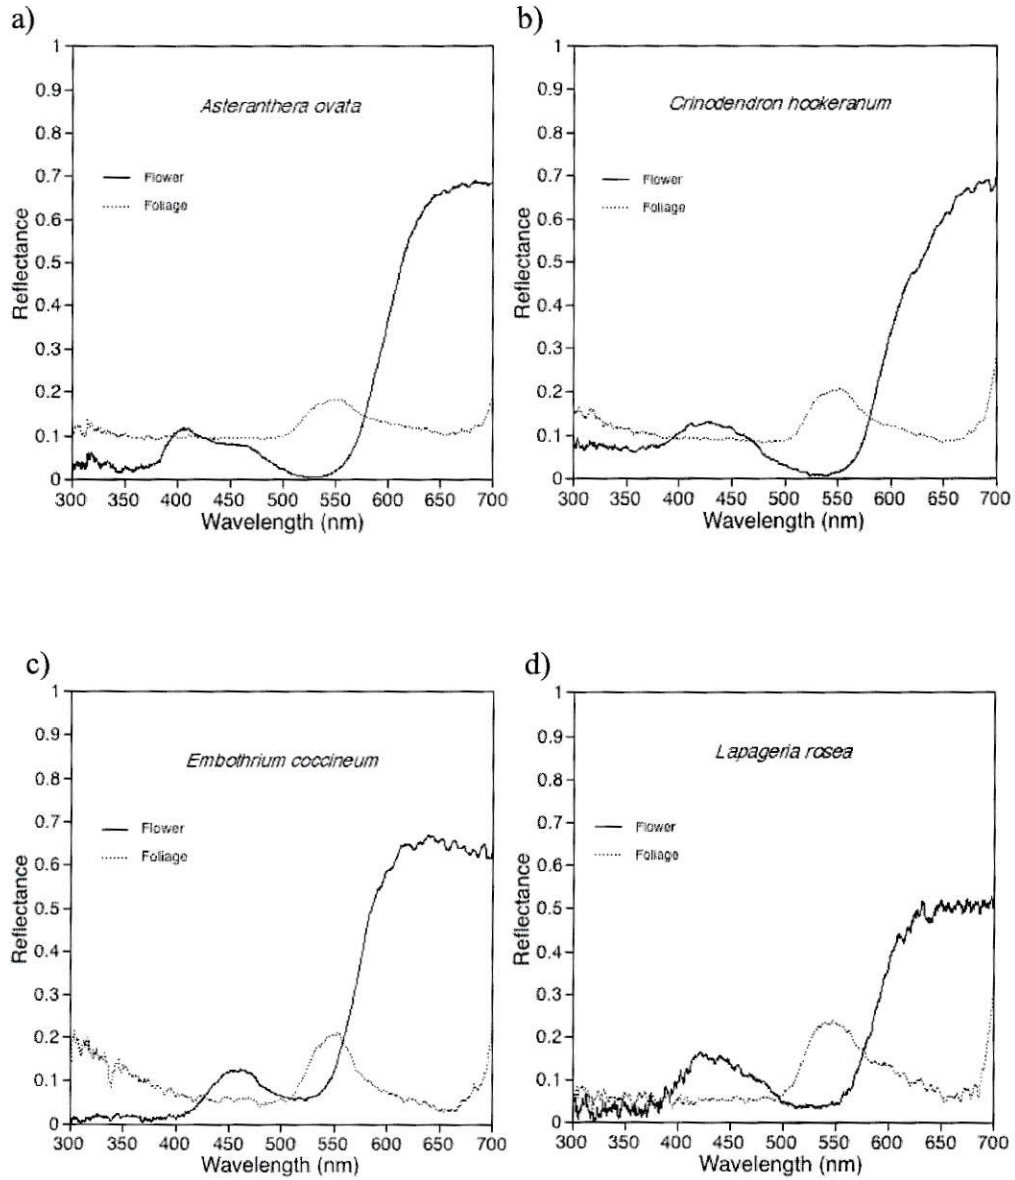 a)
1
0.9
Asteranthera ovata
0.8
0.7
Flower
Foliage
0.6
0.5
0.4
0.3
0.2
0.1
0
Reflectance
300 350 400 450 500 550 600 650 700
Wavelength (nm)
b)
1
0.9
Crinodendron hookeranum
0.8
0.7
Flower
Foliage
0.6
0.5
0.4
0.3
0.2
0.1
0
Reflectance
300 350 400 450 500 550 600 650 700
Wavelength (nm)
c)
1
0.9
Embothrium coccineum
0.8
0.7
Flower
Foliage
0.6
0.5
0.4
0.3
0.2
0.1
0
Reflectance
300 350 400 450 500 550 600 650 700
Wavelength (nm)
d)
1
0.9
Lapageria rosea
0.8
0.7
Flower
Foliage
0.6
0.5
0.4
0.3
0.2
0.1
0
Reflectance
300 350 400 450 500 550 600 650 700
Wavelength (nm)